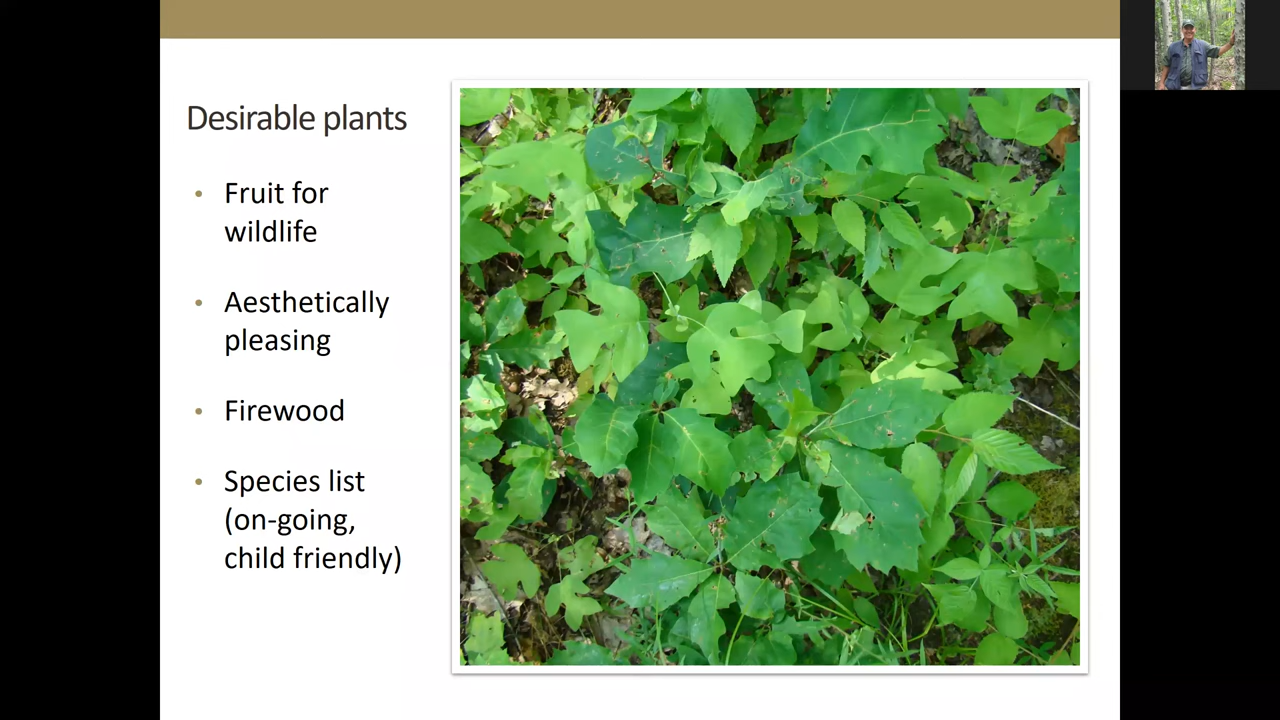 Desirable plants
• Fruit for
wildlife
• Aesthetically
pleasing
• Firewood
• Species list
(on-going,
child friendly)